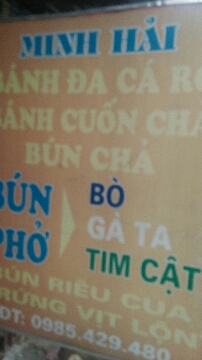 MINH HẢI
BÁNH ĐA CÁ RÔ
BÁNH CUỐN CHẢ
BÚN CHẢ
BÚN
PHỞ
BÒ
GÀ TA
TIM CẬT
BÚN RIÊU CUA
TRỨNG VỊT LỘN
ĐT: 0985.429.480